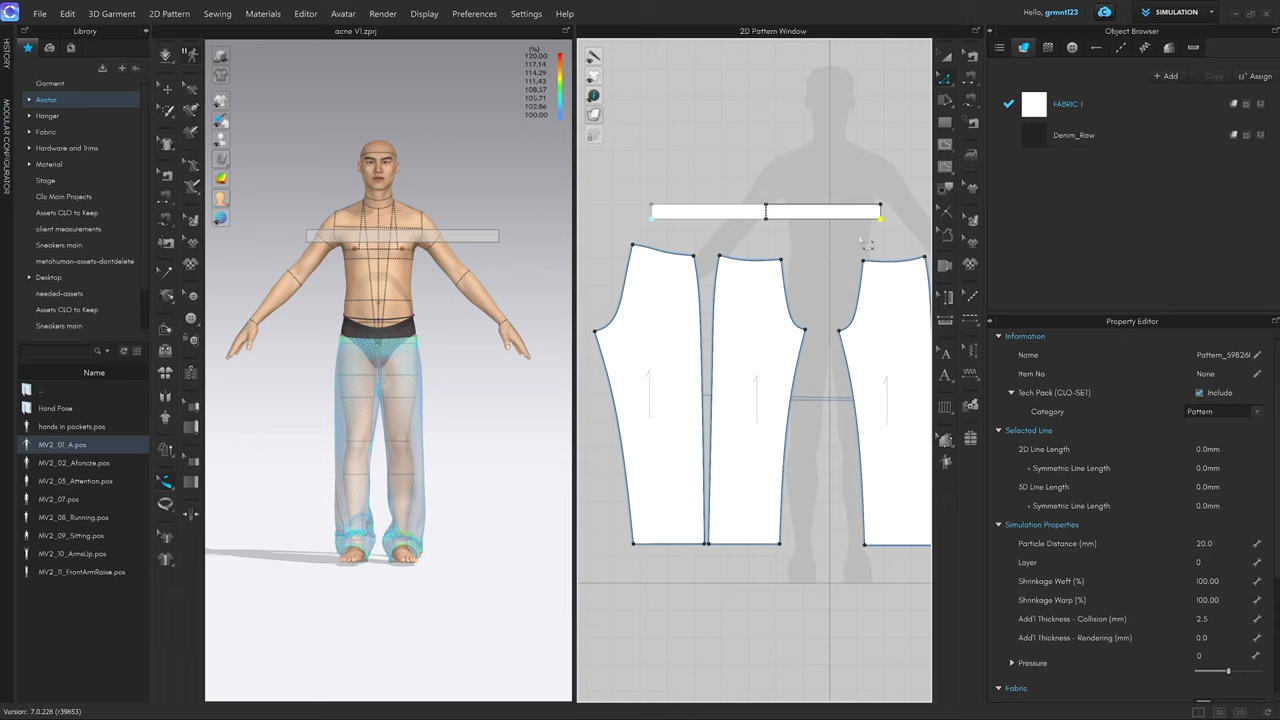 File Edit 3D Garment 2D Pattern Sewing Materials Editor Avatar Render Display Preferences Settings Help
Hello, grmnt123
SIMULATION
Library
acne V1.zprj
2D Pattern Window
Object Browser
HISTORY
MODULAR CONFIGURATOR
Garment
Avatar
Hanger
Fabric
Hardware and Trims
Material
Stage
Clo Main Projects
Assets CLO to Keep
client measurements
Sneakers main
metahuman-assets-dontdelete
Desktop
needed-assets
Assets CLO to Keep
Sneakers main
Name
..
Hand Pose
hands in pockets.pos
MV2_01_A.pos
MV2_02_Aforsize.pos
MV2_03_Attention.pos
MV2_07.pos
MV2_08_Running.pos
MV2_09_Sitting.pos
MV2_10_ArmsUp.pos
MV2_11_FrontArmRaise.pos
(%)
120.00
117.14
114.29
111.43
108.57
105.71
102.86
100.00
+ Add Copy Assign
FABRIC 1
Denim_Raw
Property Editor
Information
Name Pattern_59826
Item No None
Tech Pack (CLO-SET) Include
Category Pattern
Selected Line
2D Line Length 0.0mm
Symmetric Line Length 0.0mm
3D Line Length 0.0mm
Symmetric Line Length 0.0mm
Simulation Properties
Particle Distance (mm) 20.0
Layer 0
Shrinkage Weft (%) 100.00
Shrinkage Warp (%) 100.00
Add'l Thickness - Collision (mm) 2.5
Add'l Thickness - Rendering (mm) 0.0
Pressure 0
Fabric
Version: 7.0.228 (r39853)